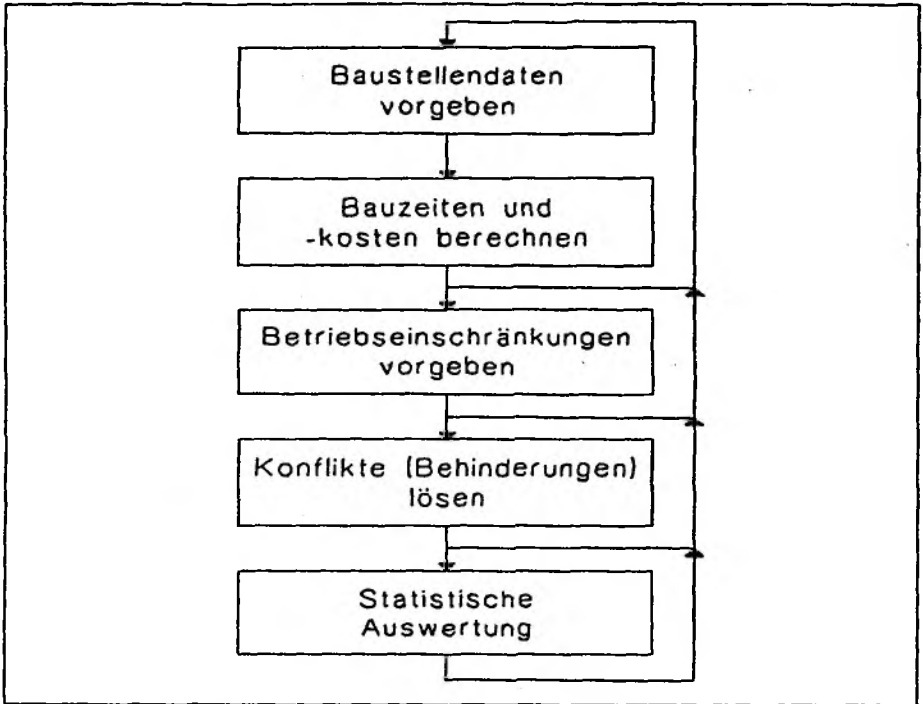 Baustellendaten
vorgeben
Bauzeiten und
-kosten berechnen
Betriebseinschränkungen
vorgeben
Konflikte (Behinderungen)
lösen
Statistische
Auswertung